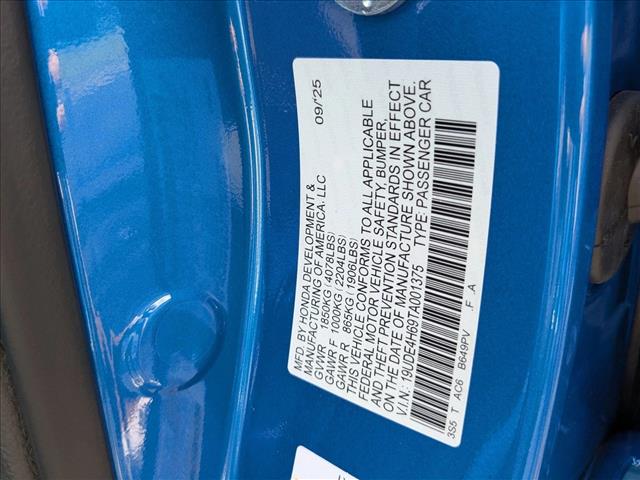 MFD. BY HONDA DEVELOPMENT & 09/'25
MANUFACTURING OF AMERICA, LLC
GVWR 1850KG (4078LBS)
GAWR F 1000KG (2204LBS)
GAWR R 865KG (1906LBS)
THIS VEHICLE CONFORMS TO ALL APPLICABLE
FEDERAL MOTOR VEHICLE SAFETY, BUMPER,
AND THEFT PREVENTION STANDARDS IN EFFECT
ON THE DATE OF MANUFACTURE SHOWN ABOVE.
V.I.N.: 19UDE4H69TA001375 TYPE: PASSENGER CAR
3S5 T AC6 B649PV . F . A